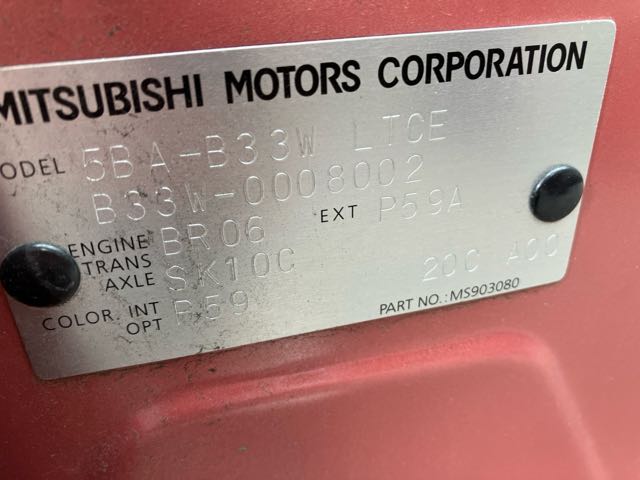 MITSUBISHI MOTORS CORPORATION
MODEL 5BA-B33W LTCE
B33W-0008002
ENGINE BR06 EXT P59A
TRANS
AXLE SK10C 20C A00
COLOR. INT P59
OPT
PART NO.: MS903080